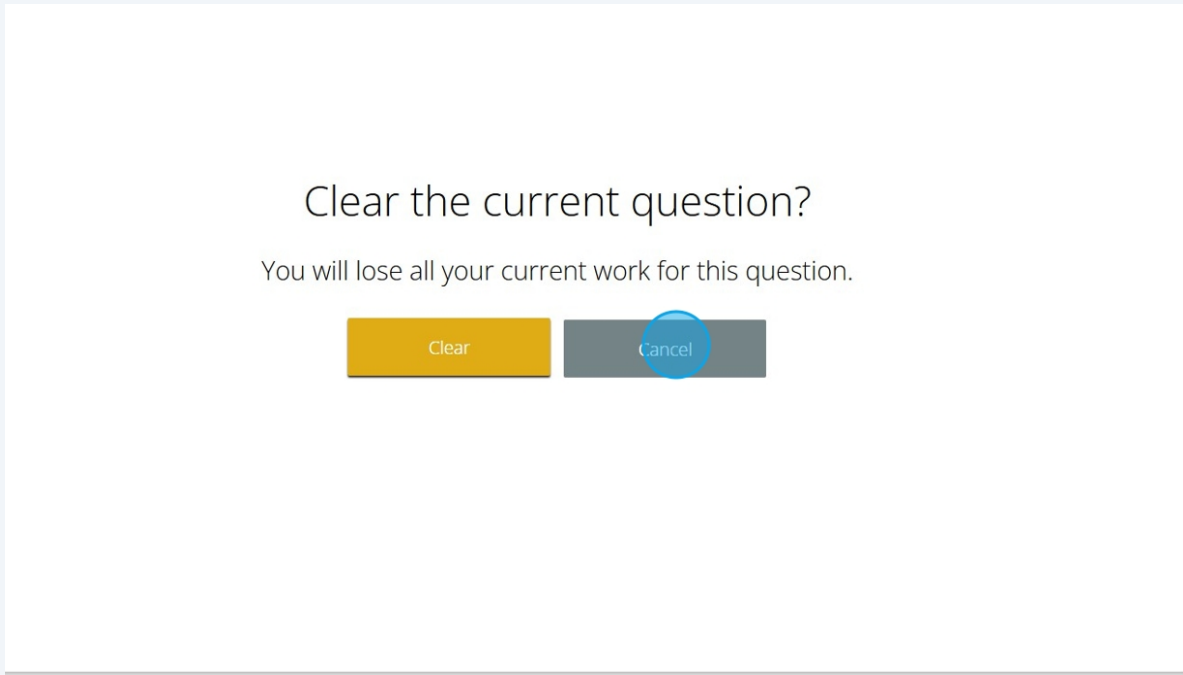 Clear the current question?
You will lose all your current work for this question.
Clear
Cancel